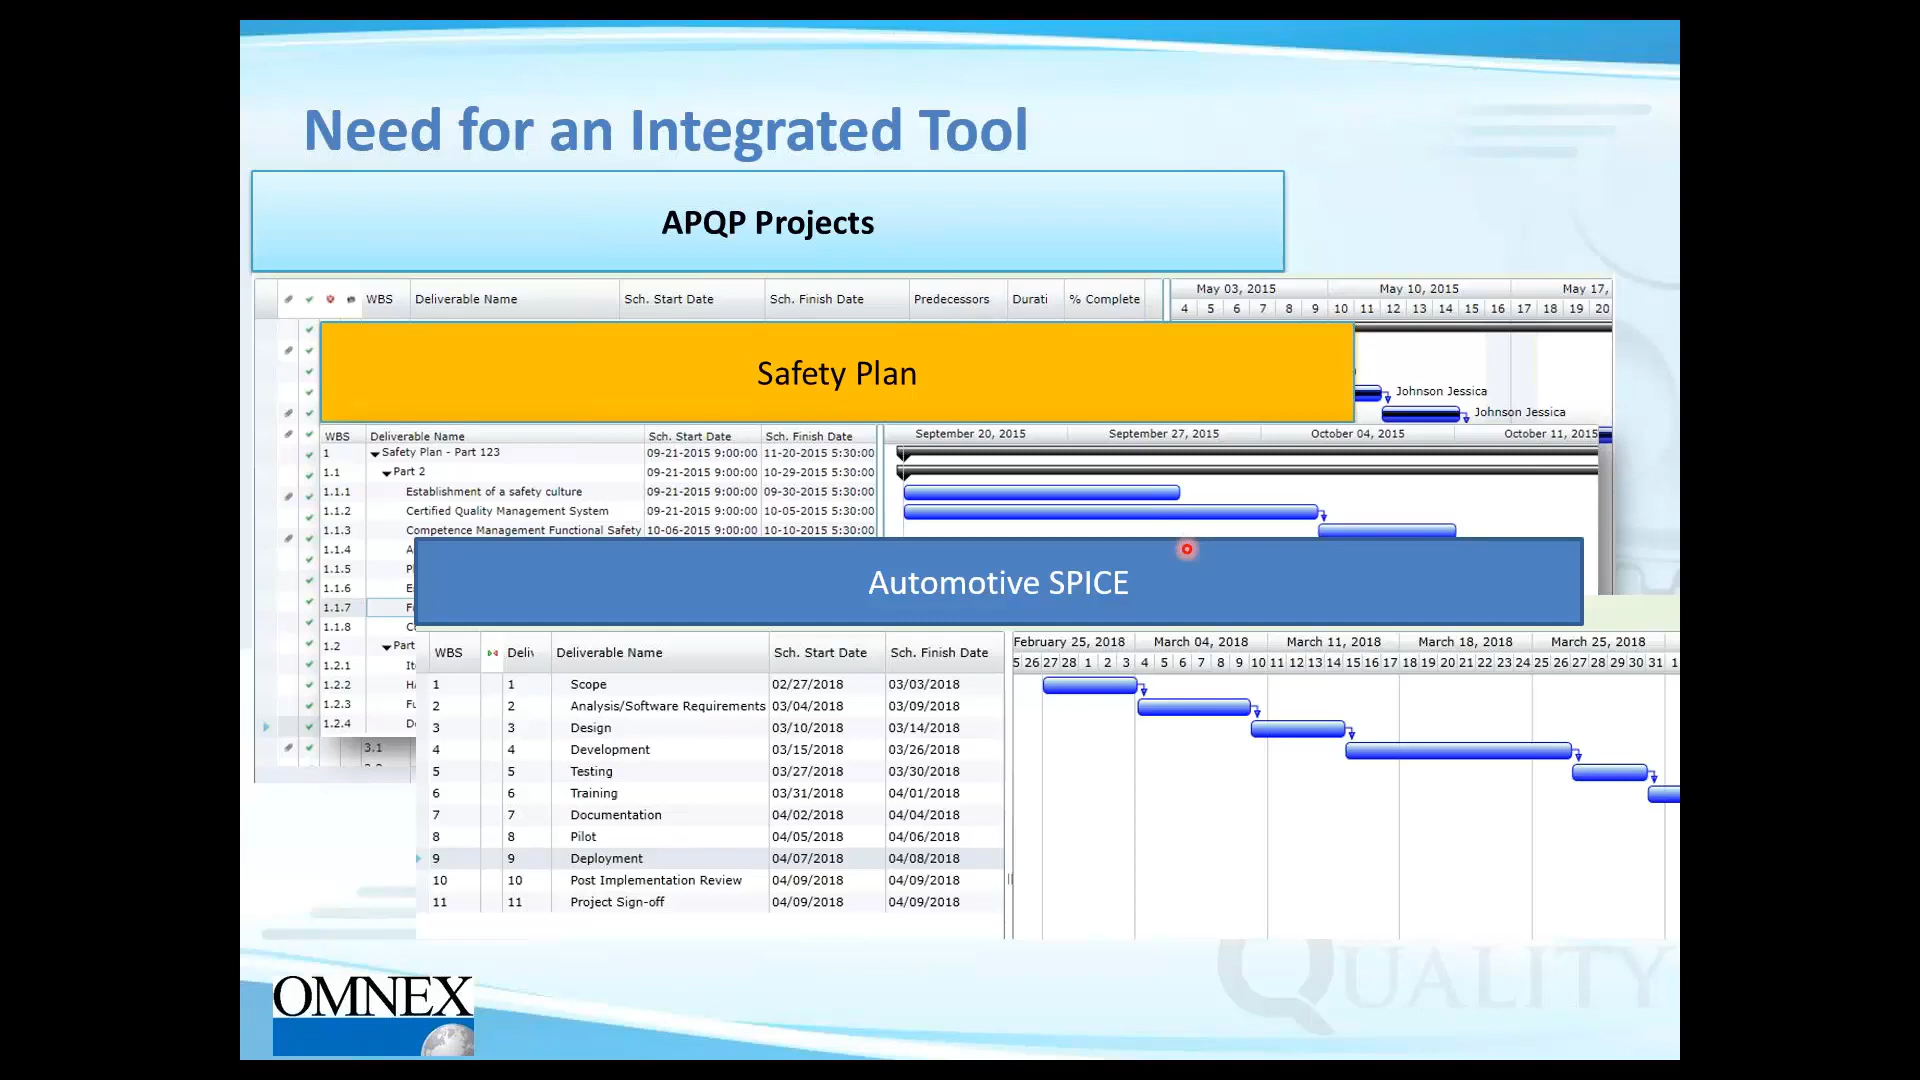 Need for an Integrated Tool
APQP Projects
WBS Deliverable Name Sch. Start Date Sch. Finish Date Predecessors Durati % Complete
May 03, 2015 May 10, 2015 May 17,
4 5 6 7 8 9 10 11 12 13 14 15 16 17 18 19 20
Safety Plan
Johnson Jessica
Johnson Jessica
WBS Deliverable Name Sch. Start Date Sch. Finish Date
September 20, 2015 September 27, 2015 October 04, 2015 October 11, 2015
1 Safety Plan - Part 123 09-21-2015 9:00:00 11-20-2015 5:30:00
1.1 Part 2 09-21-2015 9:00:00 10-29-2015 5:30:00
1.1.1 Establishment of a safety culture 09-21-2015 9:00:00 09-30-2015 5:30:00
1.1.2 Certified Quality Management System 09-21-2015 9:00:00 10-05-2015 5:30:00
1.1.3 Competence Management Functional Safety 10-06-2015 9:00:00 10-10-2015 5:30:00
1.1.4
1.1.5
1.1.6
1.1.7
1.1.8
1.2 Part
1.2.1
1.2.2
1.2.3
1.2.4
3.1
Automotive SPICE
WBS Deliv Deliverable Name Sch. Start Date Sch. Finish Date
February 25, 2018 March 04, 2018 March 11, 2018 March 18, 2018 March 25, 2018
5 26 27 28 1 2 3 4 5 6 7 8 9 10 11 12 13 14 15 16 17 18 19 20 21 22 23 24 25 26 27 28 29 30 31 1
1 1 Scope 02/27/2018 03/03/2018
2 2 Analysis/Software Requirements 03/04/2018 03/09/2018
3 3 Design 03/10/2018 03/14/2018
4 4 Development 03/15/2018 03/26/2018
5 5 Testing 03/27/2018 03/30/2018
6 6 Training 03/31/2018 04/01/2018
7 7 Documentation 04/02/2018 04/04/2018
8 8 Pilot 04/05/2018 04/06/2018
9 9 Deployment 04/07/2018 04/08/2018
10 10 Post Implementation Review 04/09/2018 04/09/2018
11 11 Project Sign-off 04/09/2018 04/09/2018
QUALITY
OMNEX